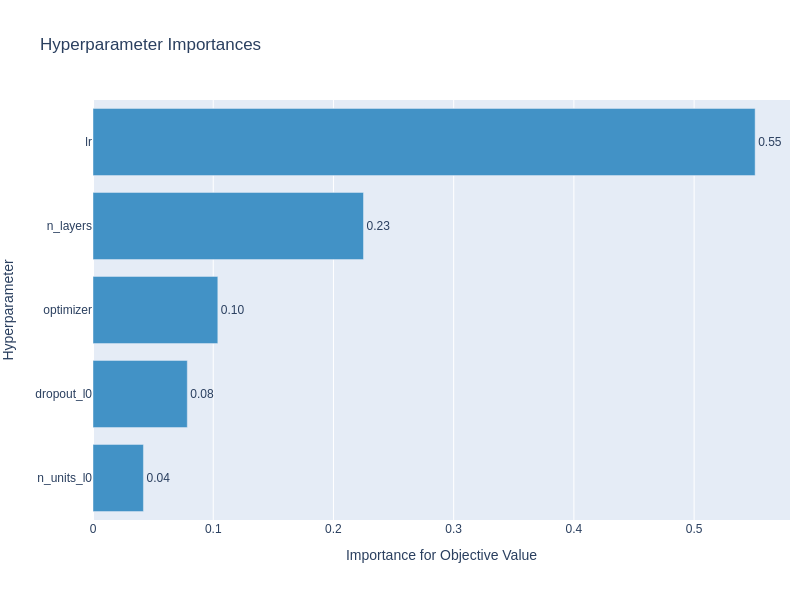 Hyperparameter Importances
Hyperparameter
lr
0.55
n_layers
0.23
optimizer
0.10
dropout_l0
0.08
n_units_l0
0.04
0
0.1
0.2
0.3
0.4
0.5
Importance for Objective Value